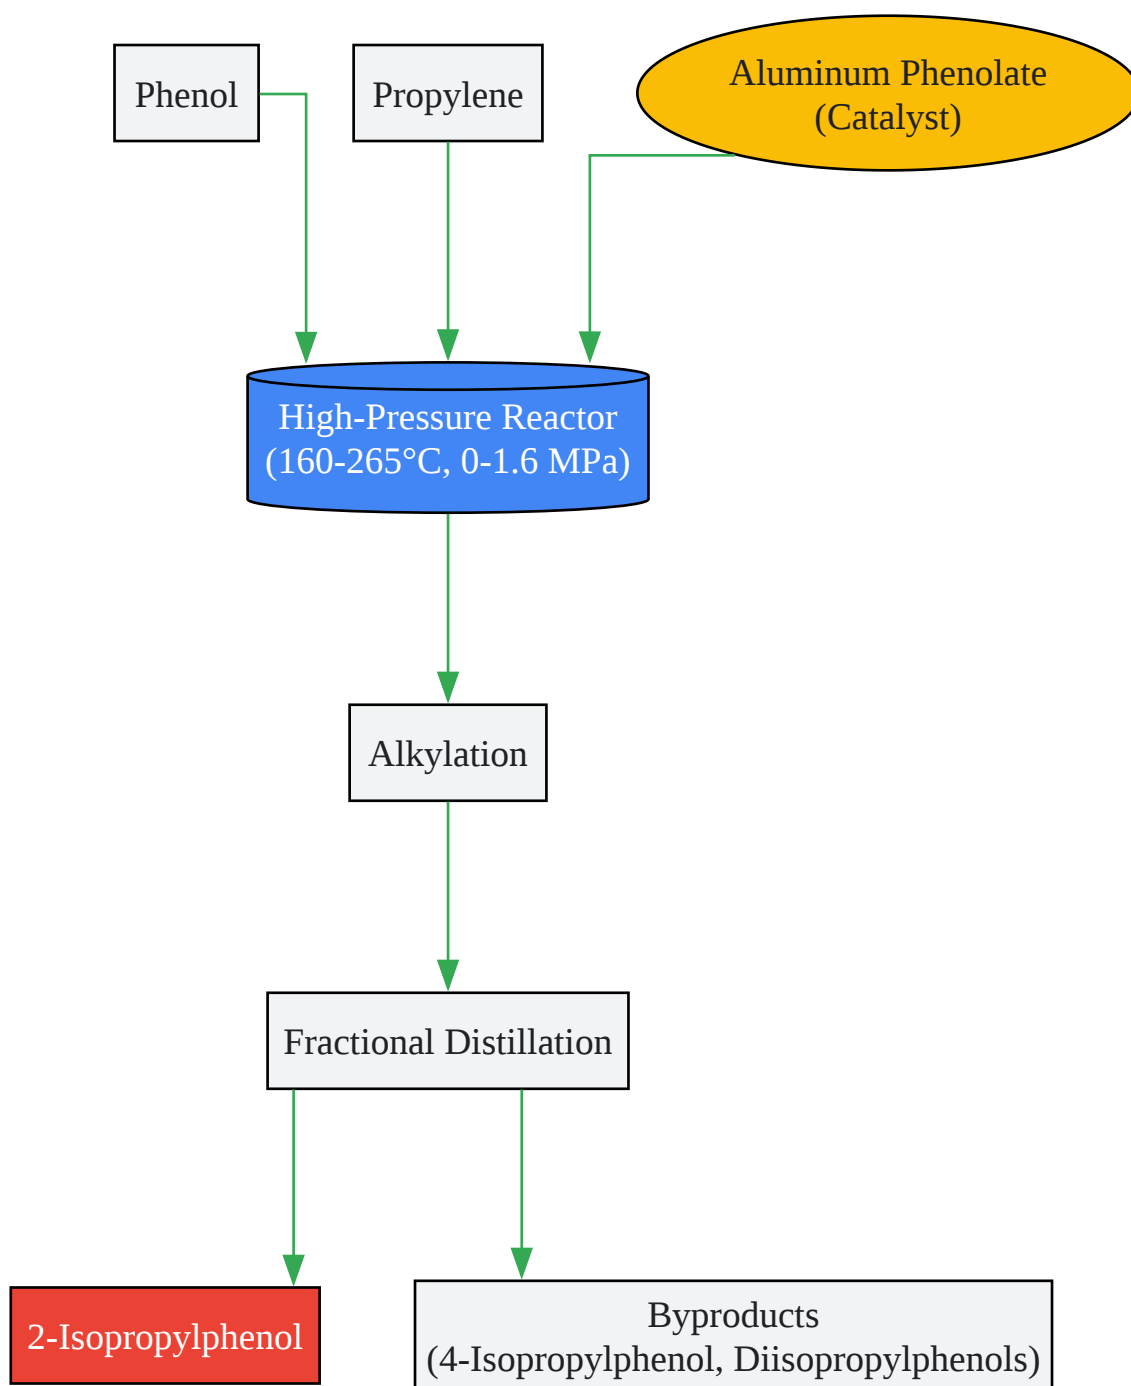 Phenol
Propylene
Aluminum Phenolate
(Catalyst)
High-Pressure Reactor
(160-265°C, 0-1.6 MPa)
Alkylation
Fractional Distillation
2-Isopropylphenol
Byproducts
(4-Isopropylphenol, Diisopropylphenols)